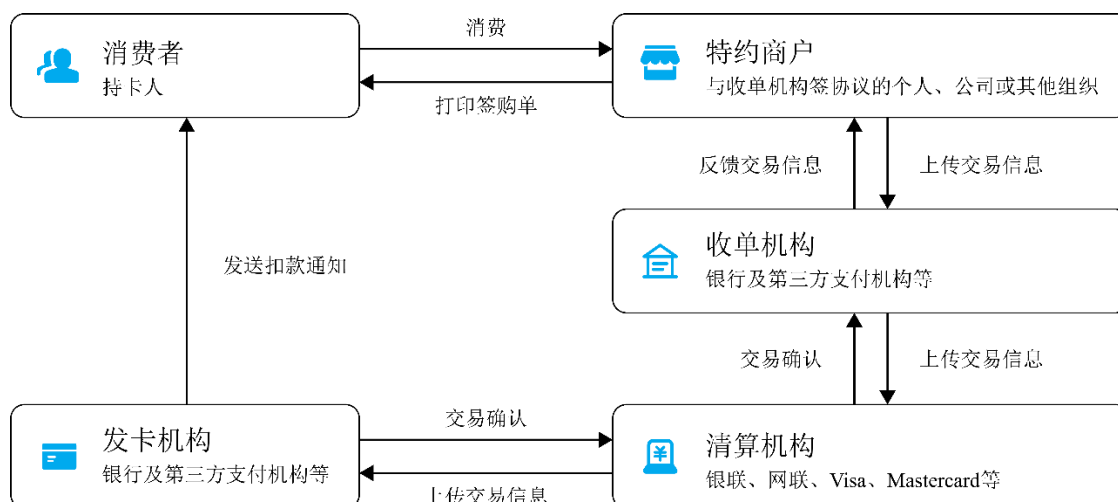 消费
消费者
持卡人
特约商户
与收单机构签协议的个人、公司或其他组织
打印签购单
反馈交易信息
上传交易信息
收单机构
银行及第三方支付机构等
发送扣款通知
交易确认
上传交易信息
发卡机构
银行及第三方支付机构等
交易确认
清算机构
银联、网联、Visa、Mastercard等
上传交易信息